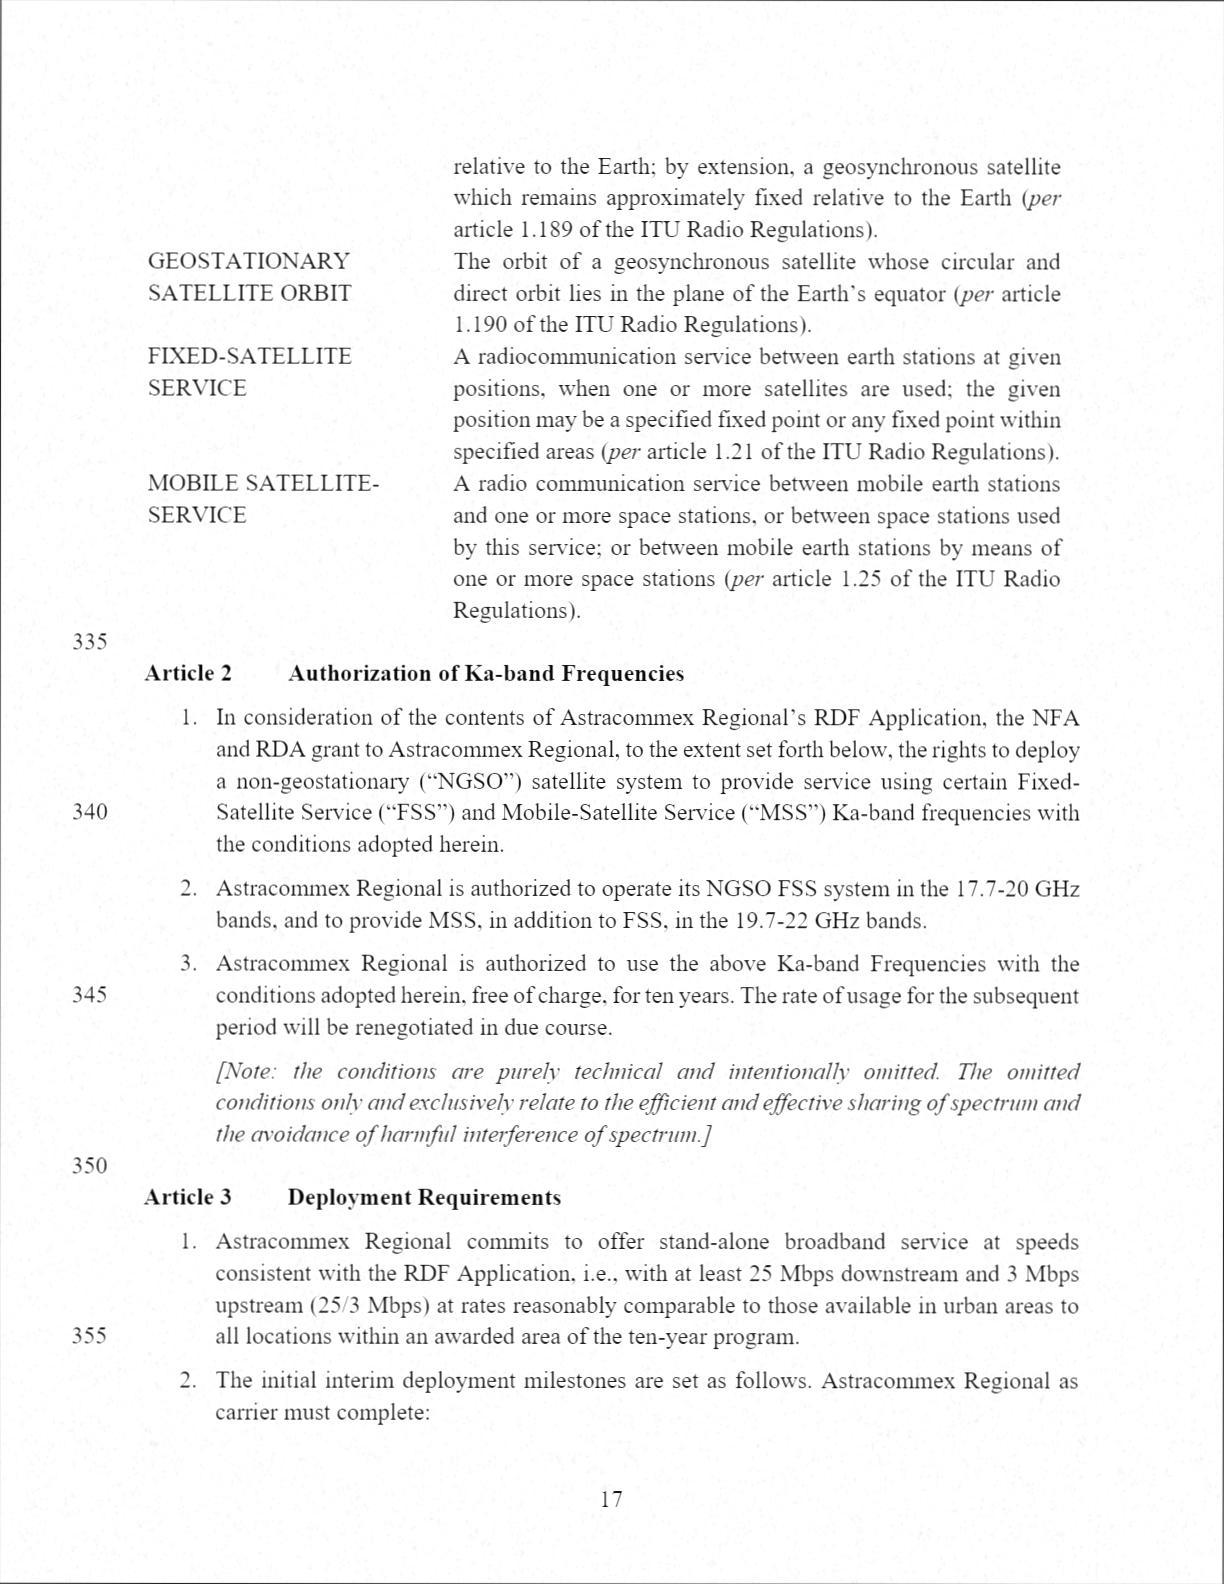 relative to the Earth; by extension, a geosynchronous satellite
which remains approximately fixed relative to the Earth (per
article 1.189 of the ITU Radio Regulations).
GEOSTATIONARY The orbit of a geosynchronous satellite whose circular and
SATELLITE ORBIT direct orbit lies in the plane of the Earth's equator (per article
1.190 of the ITU Radio Regulations).
FIXED-SATELLITE A radiocommunication service between earth stations at given
SERVICE positions, when one or more satellites are used; the given
position may be a specified fixed point or any fixed point within
specified areas (per article 1.21 of the ITU Radio Regulations).
MOBILE SATELLITE- A radio communication service between mobile earth stations
SERVICE and one or more space stations, or between space stations used
by this service; or between mobile earth stations by means of
one or more space stations (per article 1.25 of the ITU Radio
Regulations).
335
Article 2 Authorization of Ka-band Frequencies
1. In consideration of the contents of Astracommex Regional's RDF Application, the NFA
and RDA grant to Astracommex Regional, to the extent set forth below, the rights to deploy
a non-geostationary (“NGSO”) satellite system to provide service using certain Fixed-
340 Satellite Service (“FSS”) and Mobile-Satellite Service (“MSS”) Ka-band frequencies with
the conditions adopted herein.
2. Astracommex Regional is authorized to operate its NGSO FSS system in the 17.7-20 GHz
bands, and to provide MSS, in addition to FSS, in the 19.7-22 GHz bands.
3. Astracommex Regional is authorized to use the above Ka-band Frequencies with the
345 conditions adopted herein, free of charge, for ten years. The rate of usage for the subsequent
period will be renegotiated in due course.
[Note: the conditions are purely technical and intentionally omitted. The omitted
conditions only and exclusively relate to the efficient and effective sharing of spectrum and
the avoidance of harmful interference of spectrum.]
350
Article 3 Deployment Requirements
1. Astracommex Regional commits to offer stand-alone broadband service at speeds
consistent with the RDF Application, i.e., with at least 25 Mbps downstream and 3 Mbps
upstream (25/3 Mbps) at rates reasonably comparable to those available in urban areas to
355 all locations within an awarded area of the ten-year program.
2. The initial interim deployment milestones are set as follows. Astracommex Regional as
carrier must complete:
17